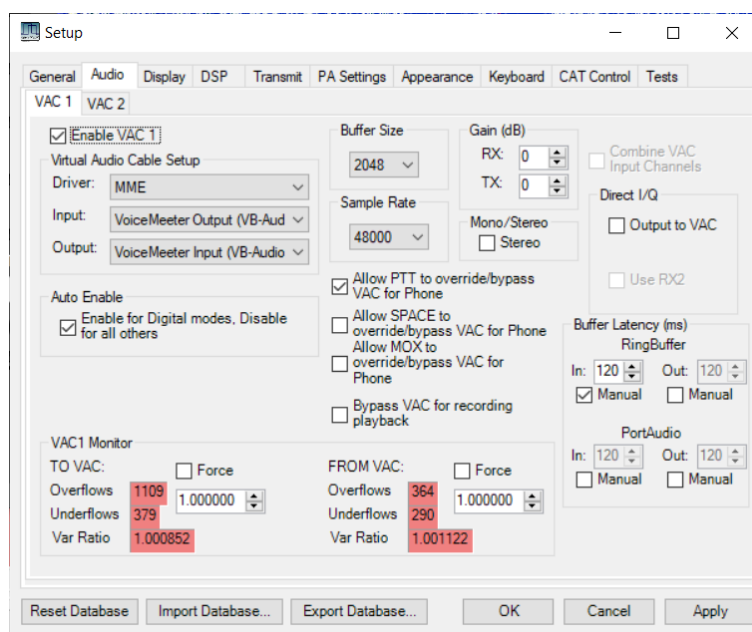 Setup
General Audio Display DSP Transmit PA Settings Appearance Keyboard CAT Control Tests
VAC 1 VAC 2
Enable VAC 1
Virtual Audio Cable Setup
Driver: MME
Input: VoiceMeeter Output (VB-Aud
Output: VoiceMeeter Input (VB-Audio
Auto Enable
Enable for Digital modes, Disable
for all others
Buffer Size
2048
Sample Rate
48000
Gain (dB)
RX: 0
TX: 0
Mono/Stereo
Stereo
Combine VAC
Input Channels
Direct I/Q
Output to VAC
Use RX2
Allow PTT to override/bypass
VAC for Phone
Allow SPACE to
override/bypass VAC for Phone
Allow MOX to
override/bypass VAC for
Phone
Bypass VAC for recording
playback
Buffer Latency (ms)
RingBuffer
In: 120 Out: 120
Manual Manual
PortAudio
In: 120 Out: 120
Manual Manual
VAC1 Monitor
TO VAC: Force
Overflows 1109 1.000000
Underflows 379
Var Ratio 1.000852
FROM VAC: Force
Overflows 364 1.000000
Underflows 290
Var Ratio 1.001122
Reset Database Import Database... Export Database... OK Cancel Apply